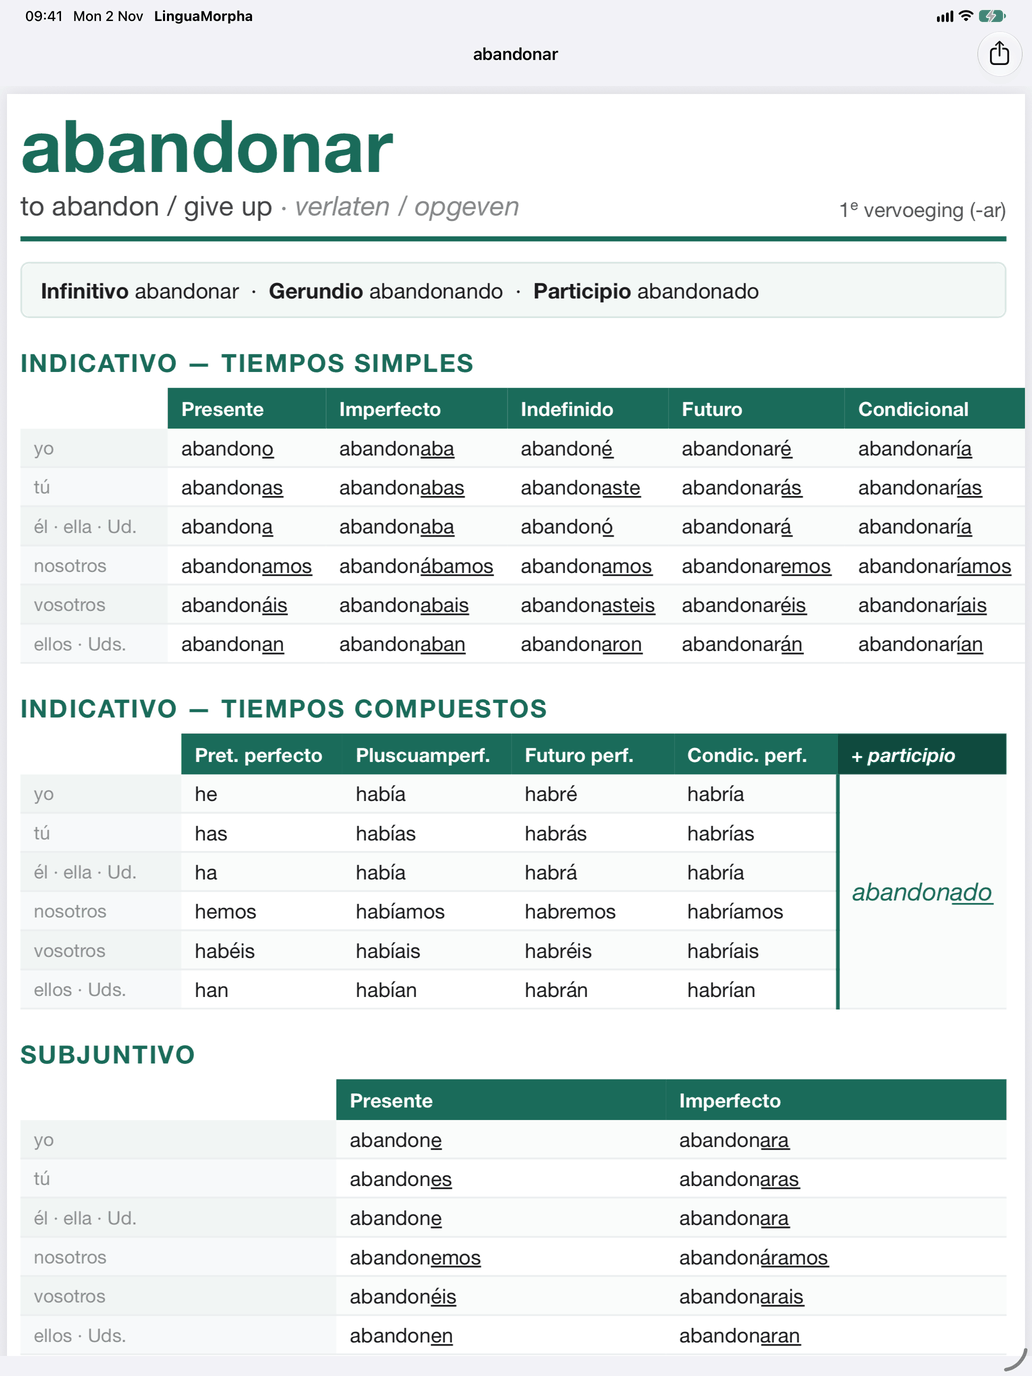 09:41 Mon 2 Nov LinguaMorpha
abandonar
abandonar
to abandon / give up · verlaten / opgeven 1ᵉ vervoeging (-ar)
Infinitivo abandonar · Gerundio abandonando · Participio abandonado
INDICATIVO — TIEMPOS SIMPLES
Presente Imperfecto Indefinido Futuro Condicional
yo abandono abandonaba abandoné abandonaré abandonaría
tú abandonas abandonabas abandonaste abandonarás abandonarías
él · ella · Ud. abandona abandonaba abandonó abandonará abandonaría
nosotros abandonamos abandonábamos abandonamos abandonaremos abandonaríamos
vosotros abandonáis abandonabais abandonasteis abandonaréis abandonaríais
ellos · Uds. abandonan abandonaban abandonaron abandonarán abandonarían
INDICATIVO — TIEMPOS COMPUESTOS
Pret. perfecto Pluscuamperf. Futuro perf. Condic. perf. + participio
yo he había habré habría
tú has habías habrás habrías
él · ella · Ud. ha había habrá habría
abandonado
nosotros hemos habíamos habremos habríamos
vosotros habéis habíais habréis habríais
ellos · Uds. han habían habrán habrían
SUBJUNTIVO
Presente Imperfecto
yo abandone abandonara
tú abandones abandonaras
él · ella · Ud. abandone abandonara
nosotros abandonemos abandonáramos
vosotros abandonéis abandonarais
ellos · Uds. abandonen abandonaran